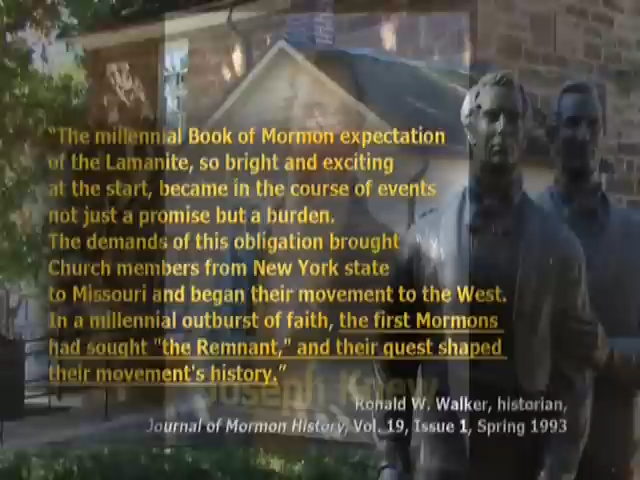 "The millennial Book of Mormon expectation
of the Lamanite, so bright and exciting
at the start, became in the course of events
not just a promise but a burden.
The demands of this obligation brought
Church members from New York state
to Missouri and began their movement to the West.
In a millennial outburst of faith, the first Mormons
had sought "the Remnant," and their quest shaped
their movement's history."
Joseph Knew
Ronald W. Walker, historian,
Journal of Mormon History, Vol. 19, Issue 1, Spring 1993